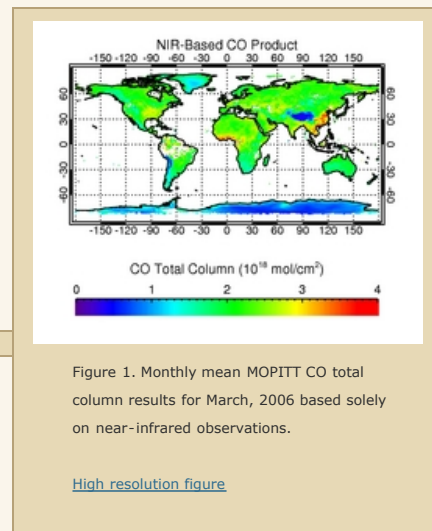 NIR-Based CO Product
-150 -120 -90 -60 -30 0 30 60 90 120 150
60 60
30 30
0 0
-30 -30
-60 -60
-150 -120 -90 -60 -30 0 30 60 90 120 150
CO Total Column (10¹⁸ mol/cm²)
0 1 2 3 4
Figure 1. Monthly mean MOPITT CO total
column results for March, 2006 based solely
on near-infrared observations.
High resolution figure